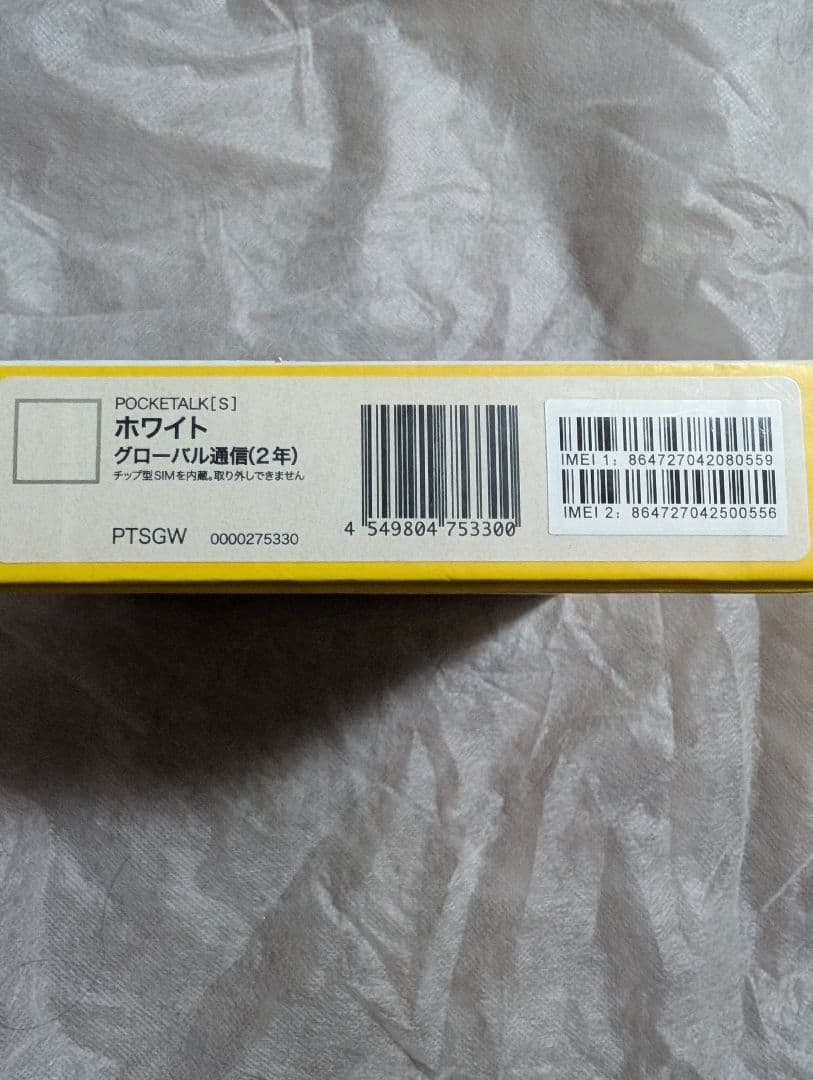 POCKETALK[S]
ホワイト
グローバル通信(2年)
チップ型SIMを内蔵。取り外しできません
PTSGW 0000275330
4 549804 753300
IMEI 1: 864727042080559
IMEI 2: 864727042500556